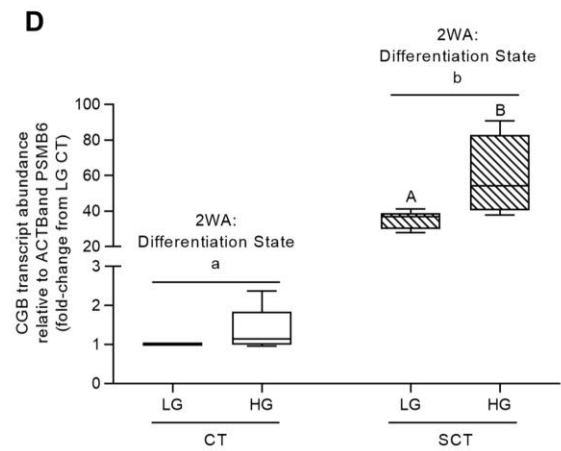 D
2WA:
Differentiation State
b
2WA:
Differentiation State
a
A
B
CGB transcript abundance
relative to ACTBand PSMB6
(fold-change from LG CT)
100
80
60
40
20
3
2
1
0
LG
HG
LG
HG
CT
SCT